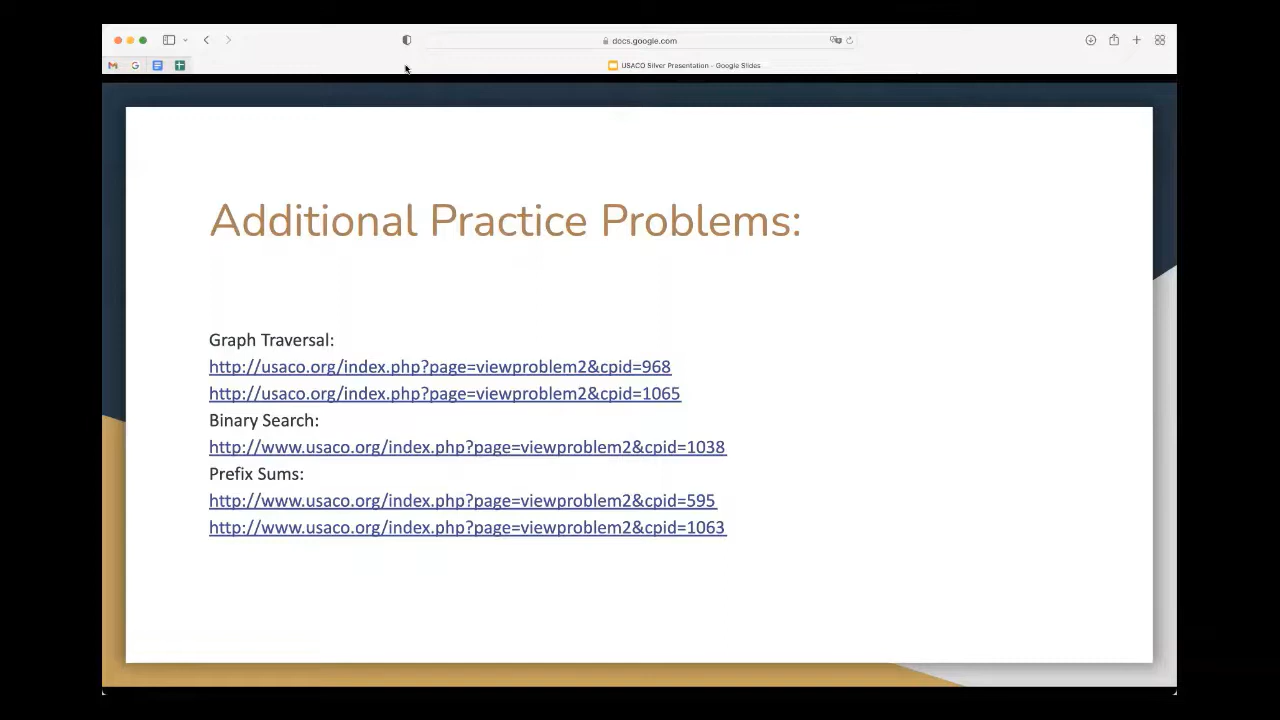 docs.google.com
USACO Silver Presentation - Google Slides
Additional Practice Problems:
Graph Traversal:
http://usaco.org/index.php?page=viewproblem2&cpid=968
http://usaco.org/index.php?page=viewproblem2&cpid=1065
Binary Search:
http://www.usaco.org/index.php?page=viewproblem2&cpid=1038
Prefix Sums:
http://www.usaco.org/index.php?page=viewproblem2&cpid=595
http://www.usaco.org/index.php?page=viewproblem2&cpid=1063